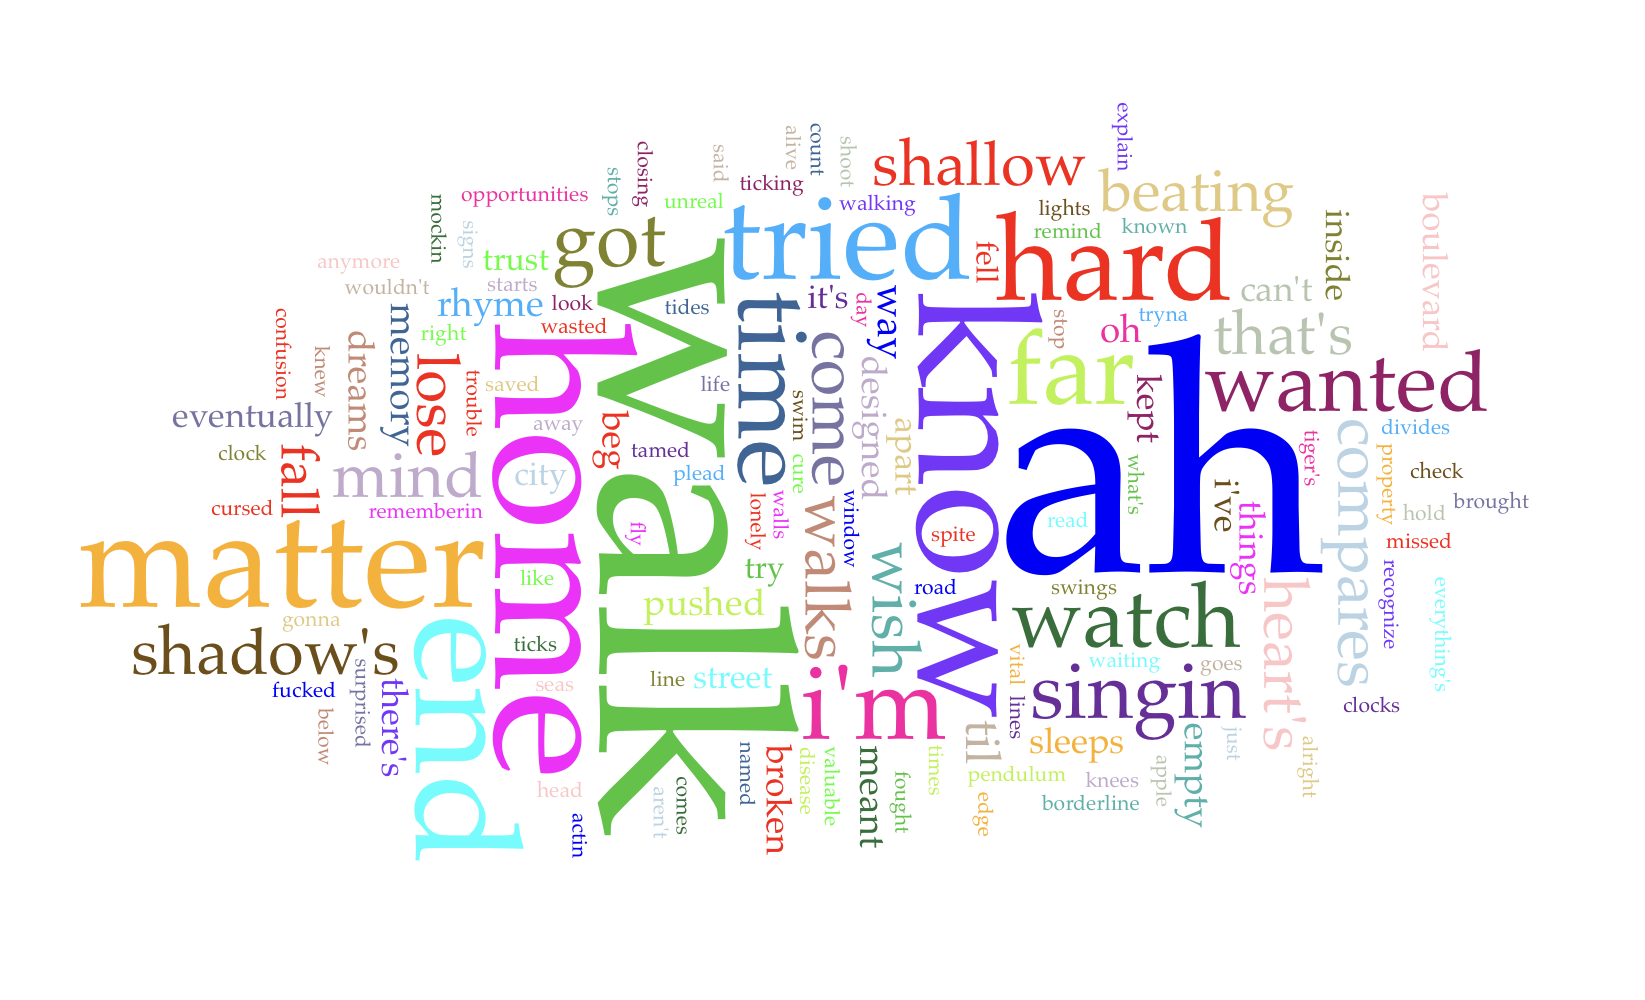 explain
closing
said
alive
count
shoot
shallow
stops
ticking
beating
mockin
opportunities
unreal
tried
walking
lights
boulevard
signs
got
hard
remind
known
inside
anymore
trust
fell
wouldn't
starts
rhyme
look
tides
time
it's
day
way
know
can't
confusion
knew
dreams
memory
right
wasted
walk
come
designed
stop
oh
tryna
that's
lose
trouble
home
saved
life
swim
far
kept
ah
wanted
eventually
away
beg
tamed
apart
tiger's
compares
divides
property
clock
fall
mind
city
plead
cure
what's
i've
check
cursed
rememberin
fly
lonely
walls
walks
window
spite
read
things
hold
brought
missed
matter
like
try
wish
road
swings
heart's
recognize
everything's
gonna
pushed
watch
shadow's
end
ticks
vital
waiting
goes
fucked
surprised
there's
seas
line
street
i'm
lines
singin
clocks
below
named
broken
disease
valuable
meant
fought
times
til
sleeps
empty
just
alright
head
actin
aren't
comes
pendulum
edge
knees
apple
borderline